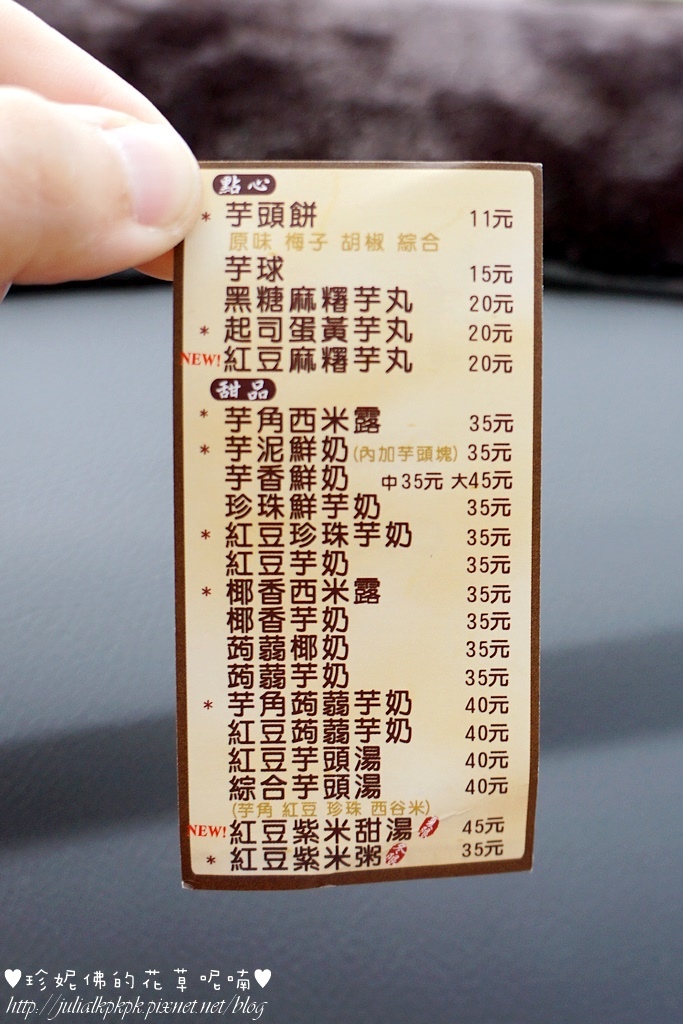 點心
* 芋頭餅 11元
原味 梅子 胡椒 綜合
芋球 15元
黑糖麻糬芋丸 20元
* 起司蛋黃芋丸 20元
NEW! 紅豆麻糬芋丸 20元
甜品
* 芋角西米露 35元
* 芋泥鮮奶(內加芋頭塊) 35元
芋香鮮奶 中35元 大45元
珍珠鮮芋奶 35元
* 紅豆珍珠芋奶 35元
紅豆芋奶 35元
* 椰香西米露 35元
椰香芋奶 35元
蒟蒻椰奶 35元
蒟蒻芋奶 35元
* 芋角蒟蒻芋奶 40元
紅豆蒟蒻芋奶 40元
紅豆芋頭湯 40元
綜合芋頭湯 40元
(芋角 紅豆 珍珠 西谷米)
NEW! 紅豆紫米甜湯 45元
* 紅豆紫米粥 35元
♥珍妮佛的花草呢喃♥
http://julialkpkpk.pixnet.net/blog